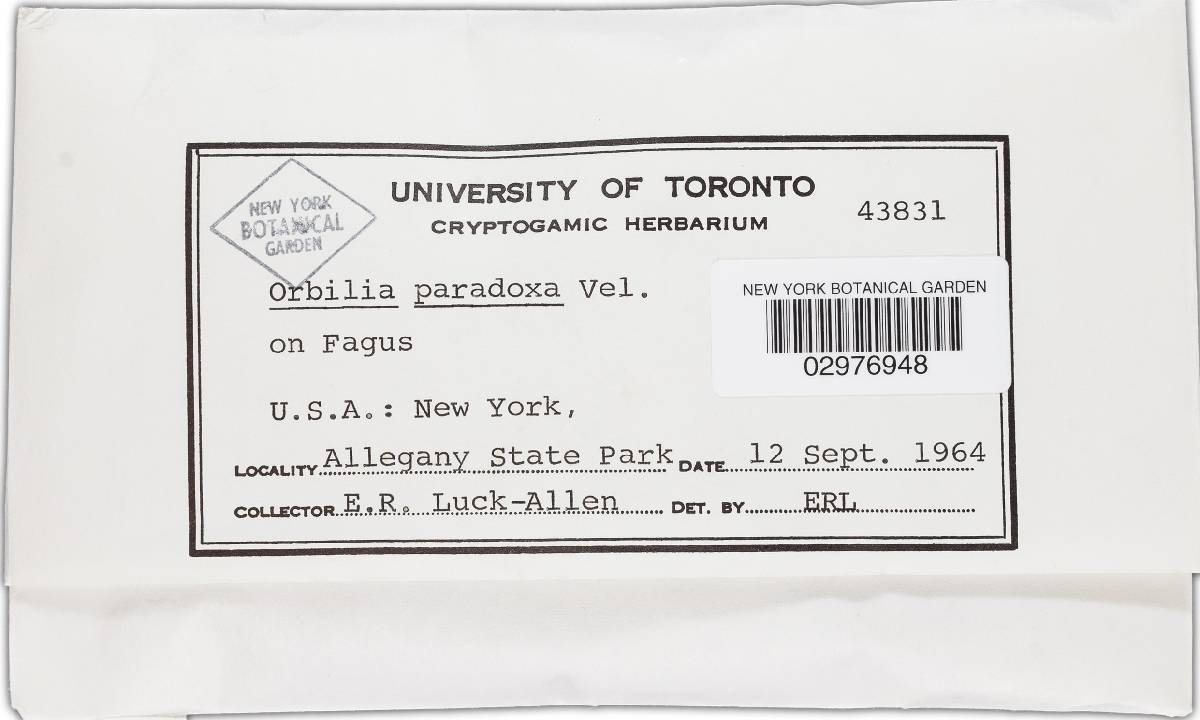 UNIVERSITY OF TORONTO
CRYPTOGAMIC HERBARIUM
43831
NEW YORK
BOTANICAL
GARDEN
Orbilia paradoxa Vel.
on Fagus
NEW YORK BOTANICAL GARDEN
02976948
U.S.A.: New York,
LOCALITY Allegany State Park DATE 12 Sept. 1964
COLLECTOR E.R. Luck-Allen DET. BY ERL